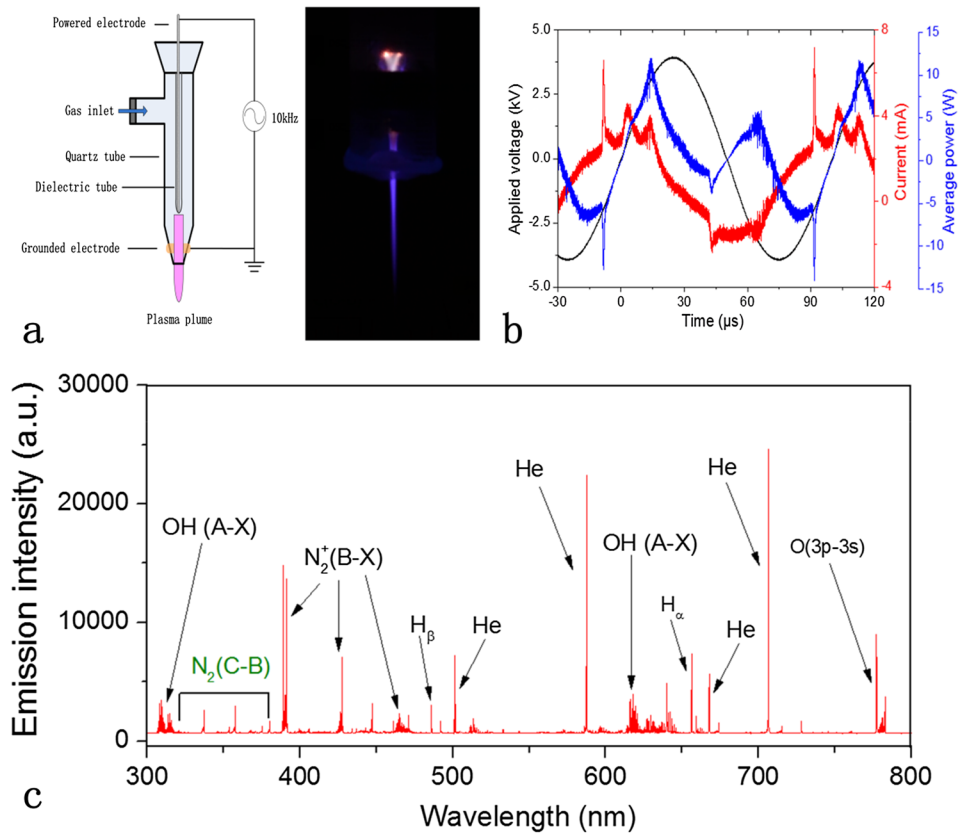 Powered electrode
Gas inlet
10kHz
Quartz tube
Dielectric tube
Grounded electrode
Plasma plume
a
5.0
2.5
0.0
-2.5
-5.0
Applied voltage (kV)
-30 0 30 60 90 120
Time (μs)
8
4
0
-4
Current (mA)
15
10
5
0
-5
-10
-15
Average power (W)
b
30000
20000
10000
0
Emission intensity (a.u.)
OH (A-X)
N₂(C-B)
N₂⁺(B-X)
Hβ
He
He
OH (A-X)
Hα
He
He
O(3p-3s)
300 400 500 600 700 800
Wavelength (nm)
c